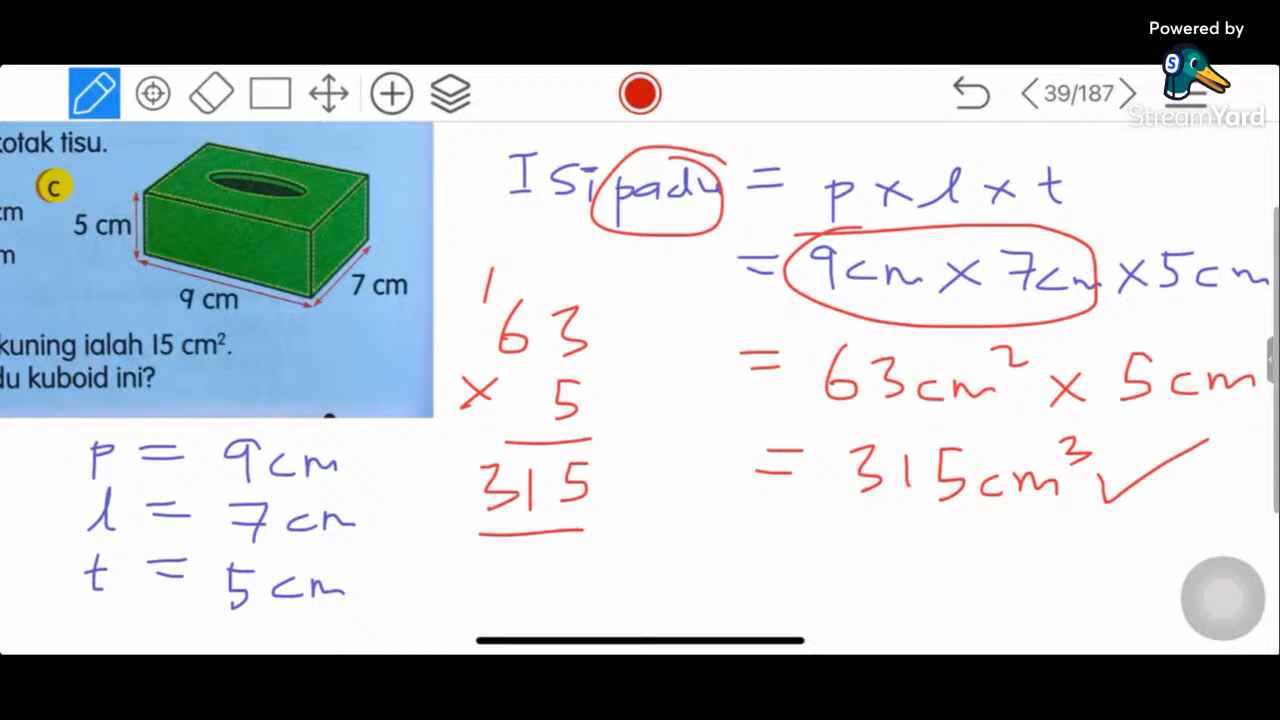 Powered by
StreamYard
39/187
kotak tisu.
c
cm
m
5 cm
9 cm
7 cm
kuning ialah 15 cm².
du kuboid ini?
p = 9cm
l = 7cm
t = 5cm
1
63
× 5
315
Isipadu = p × l × t
= 9cm × 7cm × 5cm
= 63cm² × 5cm
= 315cm³ ✓